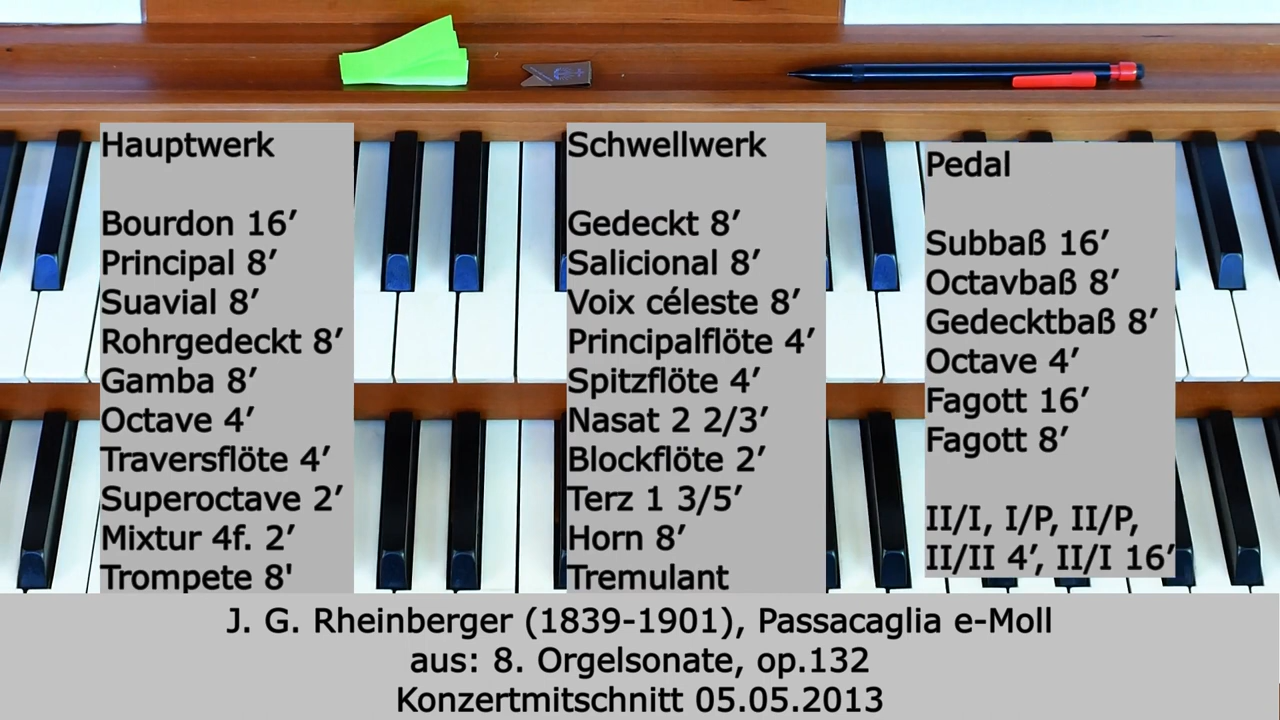 Hauptwerk
Bourdon 16′
Principal 8′
Suavial 8′
Rohrgedeckt 8′
Gamba 8′
Octave 4′
Traversflöte 4′
Superoctave 2′
Mixtur 4f. 2′
Trompete 8'
Schwellwerk
Gedeckt 8′
Salicional 8′
Voix céleste 8′
Principalflöte 4′
Spitzflöte 4′
Nasat 2 2/3′
Blockflöte 2′
Terz 1 3/5′
Horn 8′
Tremulant
Pedal
Subbaß 16′
Octavbaß 8′
Gedecktbaß 8′
Octave 4′
Fagott 16′
Fagott 8′
II/I, I/P, II/P,
II/II 4′, II/I 16′
J. G. Rheinberger (1839-1901), Passacaglia e-Moll
aus: 8. Orgelsonate, op.132
Konzertmitschnitt 05.05.2013